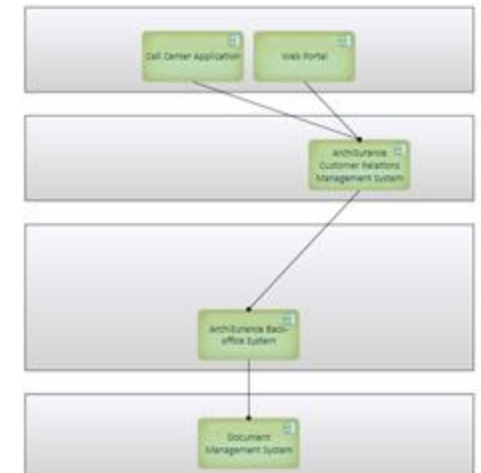 Call Center Application
Web Portal
ArchiSurance
Customer Relations
Management System
ArchiSurance Back-
office System
Document
Management System